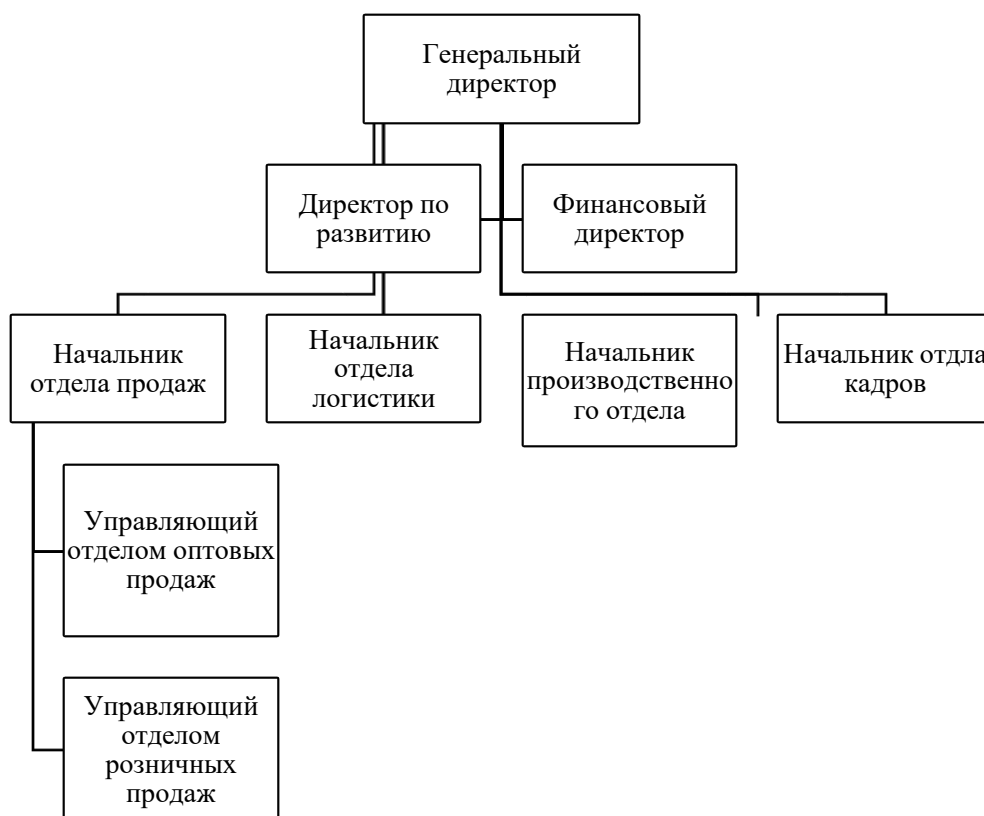 Генеральный
директор
Директор по
развитию
Финансовый
директор
Начальник
отдела продаж
Начальник
отдела
логистики
Начальник
производственно
го отдела
Начальник отдла
кадров
Управляющий
отделом оптовых
продаж
Управляющий
отделом
розничных
продаж